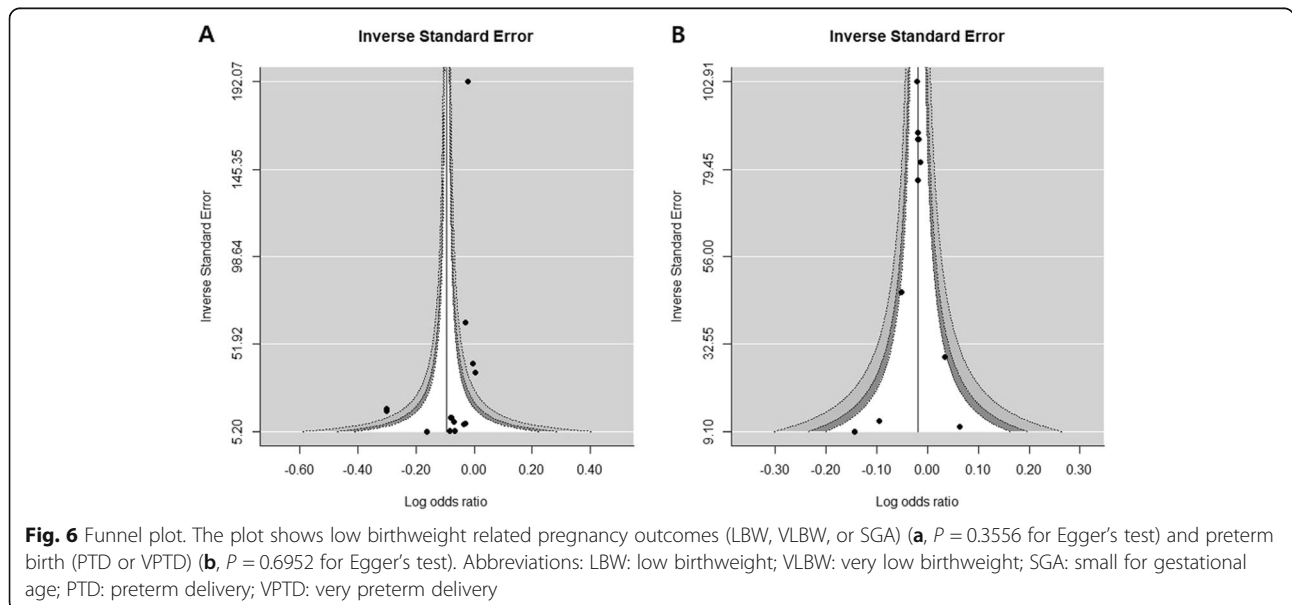 A
Inverse Standard Error
Inverse Standard Error
192.07
145.35
98.64
51.92
5.20
-0.60 -0.40 -0.20 0.00 0.20 0.40
Log odds ratio
B
Inverse Standard Error
Inverse Standard Error
102.91
79.45
56.00
32.55
9.10
-0.30 -0.20 -0.10 0.00 0.10 0.20 0.30
Log odds ratio
Fig. 6 Funnel plot. The plot shows low birthweight related pregnancy outcomes (LBW, VLBW, or SGA) (a, P = 0.3556 for Egger's test) and preterm
birth (PTD or VPTD) (b, P = 0.6952 for Egger's test). Abbreviations: LBW: low birthweight; VLBW: very low birthweight; SGA: small for gestational
age; PTD: preterm delivery; VPTD: very preterm delivery